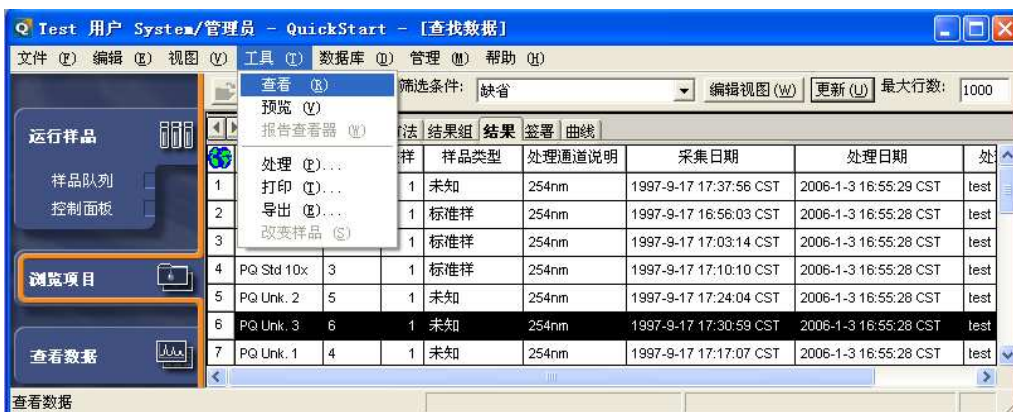 Test 用户 System/管理员 - QuickStart - [查找数据]
文件 (F) 编辑 (E) 视图 (V) 工具 (T) 数据库 (D) 管理 (M) 帮助 (H)
筛选条件: 缺省 编辑视图 (W) 更新 (U) 最大行数: 1000
查看 (R)
预览 (V)
报告查看器 (W)
处理 (P)...
打印 (T)...
导出 (E)...
改变样品 (S)
运行样品
样品队列
控制面板
浏览项目
查看数据
法 结果组 结果 签署 曲线
样 样品类型 处理通道说明 采集日期 处理日期
1 1 未知 254nm 1997-9-17 17:37:56 CST 2006-1-3 16:55:29 CST test
2 1 标准样 254nm 1997-9-17 16:56:03 CST 2006-1-3 16:55:28 CST test
3 1 标准样 254nm 1997-9-17 17:03:14 CST 2006-1-3 16:55:28 CST test
4 PQ Std 10x 3 1 标准样 254nm 1997-9-17 17:10:10 CST 2006-1-3 16:55:28 CST test
5 PQ Unk. 2 5 1 未知 254nm 1997-9-17 17:24:04 CST 2006-1-3 16:55:28 CST test
6 PQ Unk. 3 6 1 未知 254nm 1997-9-17 17:30:59 CST 2006-1-3 16:55:28 CST test
7 PQ Unk. 1 4 1 未知 254nm 1997-9-17 17:17:07 CST 2006-1-3 16:55:28 CST test
查看数据